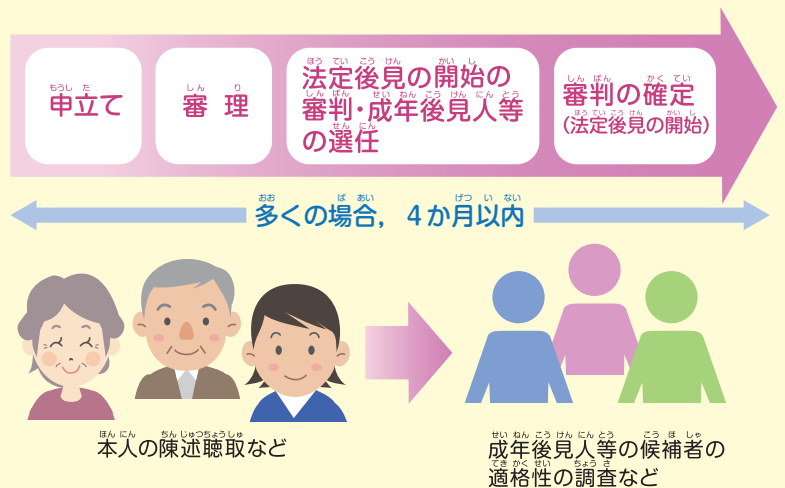 申立て
審理
法定後見の開始の
審判・成年後見人等
の選任
審判の確定
(法定後見の開始)
多くの場合，4か月以内
本人の陳述聴取など
成年後見人等の候補者の
適格性の調査など